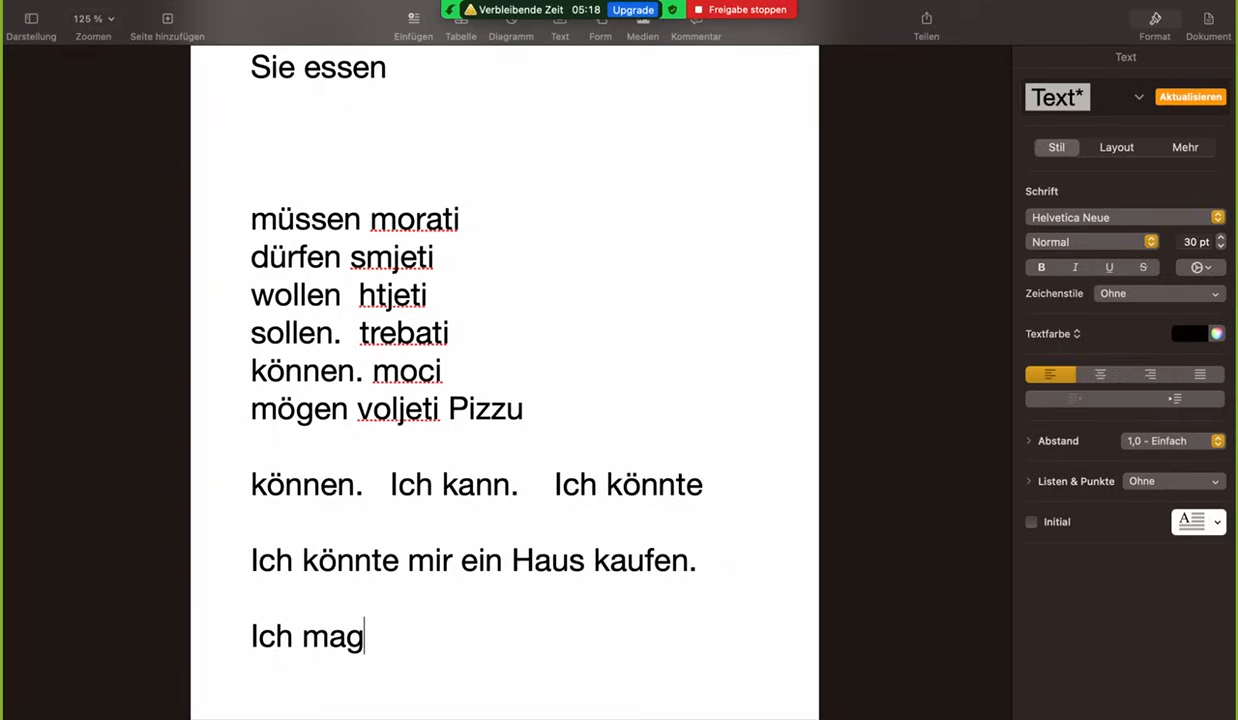 Verbleibende Zeit 05:18 Upgrade Freigabe stoppen
125 %
Darstellung Zoomen Seite hinzufügen Einfügen Tabelle Diagramm Text Form Medien Kommentar Teilen Format Dokument
Text
Text* Aktualisieren
Stil Layout Mehr
Schrift
Helvetica Neue
Normal 30 pt
B I U S
Zeichenstile Ohne
Textfarbe
Abstand 1,0 - Einfach
Listen & Punkte Ohne
Initial A
Sie essen
müssen morati
dürfen smjeti
wollen htjeti
sollen. trebati
können. moci
mögen voljeti Pizzu
können. Ich kann. Ich könnte
Ich könnte mir ein Haus kaufen.
Ich mag